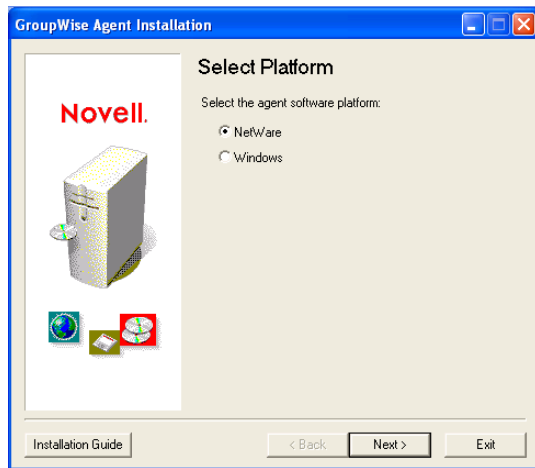 GroupWise Agent Installation
Select Platform
Novell.
Select the agent software platform:
NetWare
Windows
Installation Guide
< Back
Next >
Exit